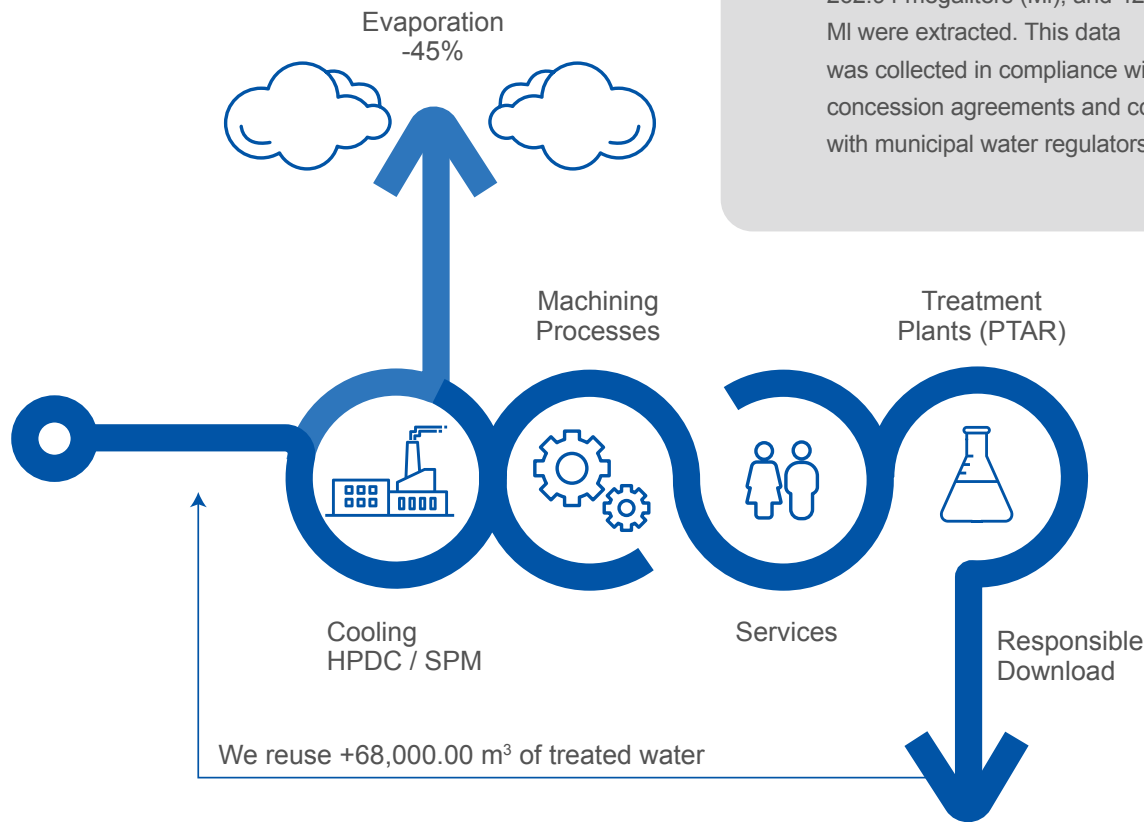 Evaporation
-45%
Ml were extracted. This data
was collected in compliance
concession agreements and
with municipal water regulators
Machining
Processes
Treatment
Plants (PTAR)
Cooling
HPDC / SPM
Services
Responsible
Download
We reuse +68,000.00 m³ of treated water